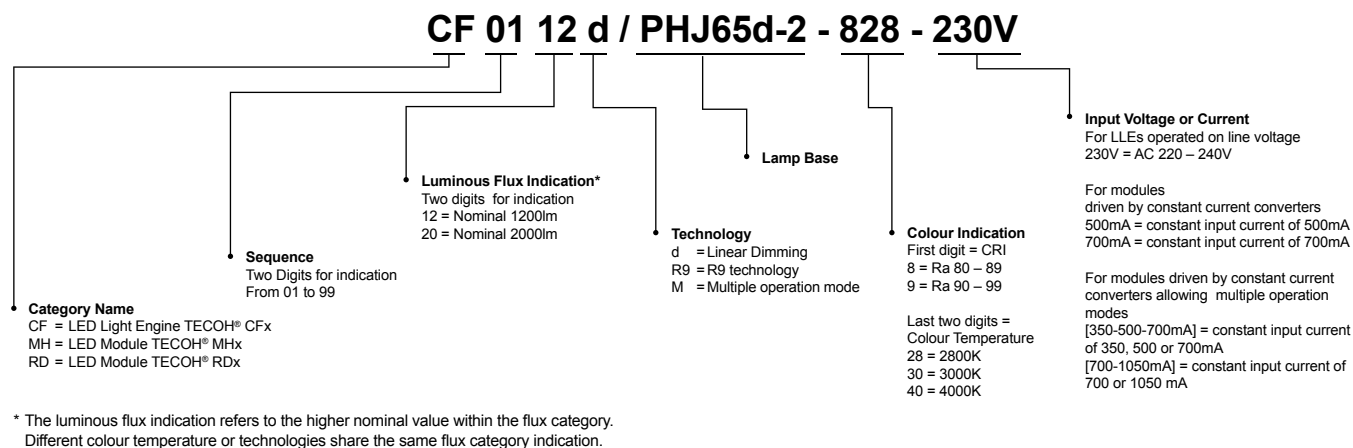 CF 01 12 d / PHJ65d-2 - 828 - 230V
Category Name
CF = LED Light Engine TECOH® CFx
MH = LED Module TECOH® MHx
RD = LED Module TECOH® RDx
Sequence
Two Digits for indication
From 01 to 99
Luminous Flux Indication*
Two digits for indication
12 = Nominal 1200lm
20 = Nominal 2000lm
Technology
d = Linear Dimming
R9 = R9 technology
M = Multiple operation mode
Lamp Base
Colour Indication
First digit = CRI
8 = Ra 80 – 89
9 = Ra 90 – 99
Last two digits =
Colour Temperature
28 = 2800K
30 = 3000K
40 = 4000K
Input Voltage or Current
For LLEs operated on line voltage
230V = AC 220 – 240V
For modules
driven by constant current converters
500mA = constant input current of 500mA
700mA = constant input current of 700mA
For modules driven by constant current
converters allowing multiple operation
modes
[350-500-700mA] = constant input current
of 350, 500 or 700mA
[700-1050mA] = constant input current of
700 or 1050 mA
* The luminous flux indication refers to the higher nominal value within the flux category.
Different colour temperature or technologies share the same flux category indication.